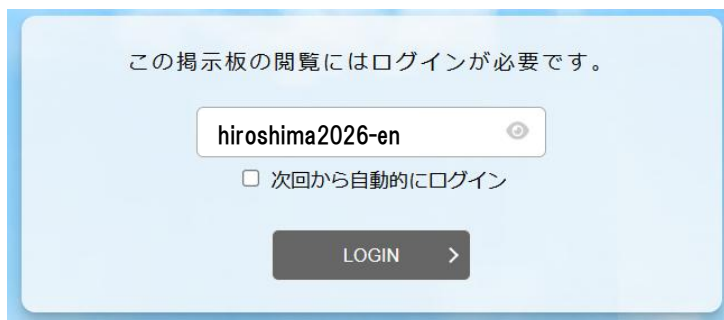 この掲示板の閲覧にはログインが必要です。
hiroshima2026-en
次回から自動的にログイン
LOGIN